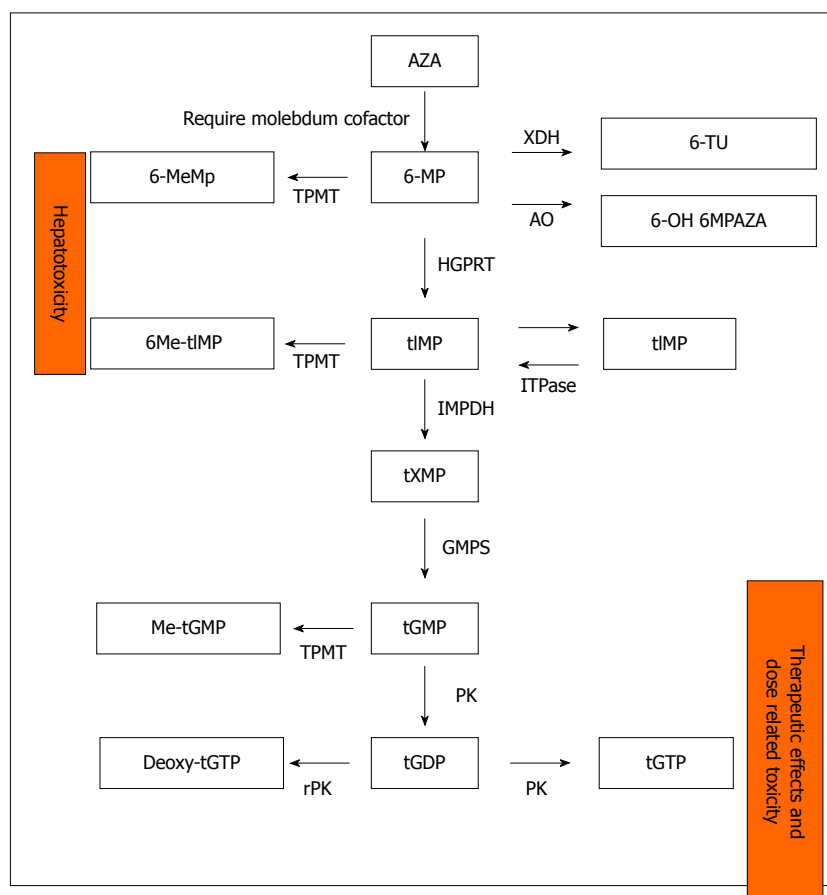 AZA
Require molebdum cofactor
XDH
6-TU
6-MeMp
6-MP
TPMT
AO
6-OH 6MPAZA
Hepatotoxicity
HGPRT
6Me-tIMP
tIMP
tIMP
TPMT
ITPase
IMPDH
tXMP
GMPS
Me-tGMP
tGMP
TPMT
Therapeutic effects and
dose related toxicity
PK
Deoxy-tGTP
tGDP
tGTP
rPK
PK